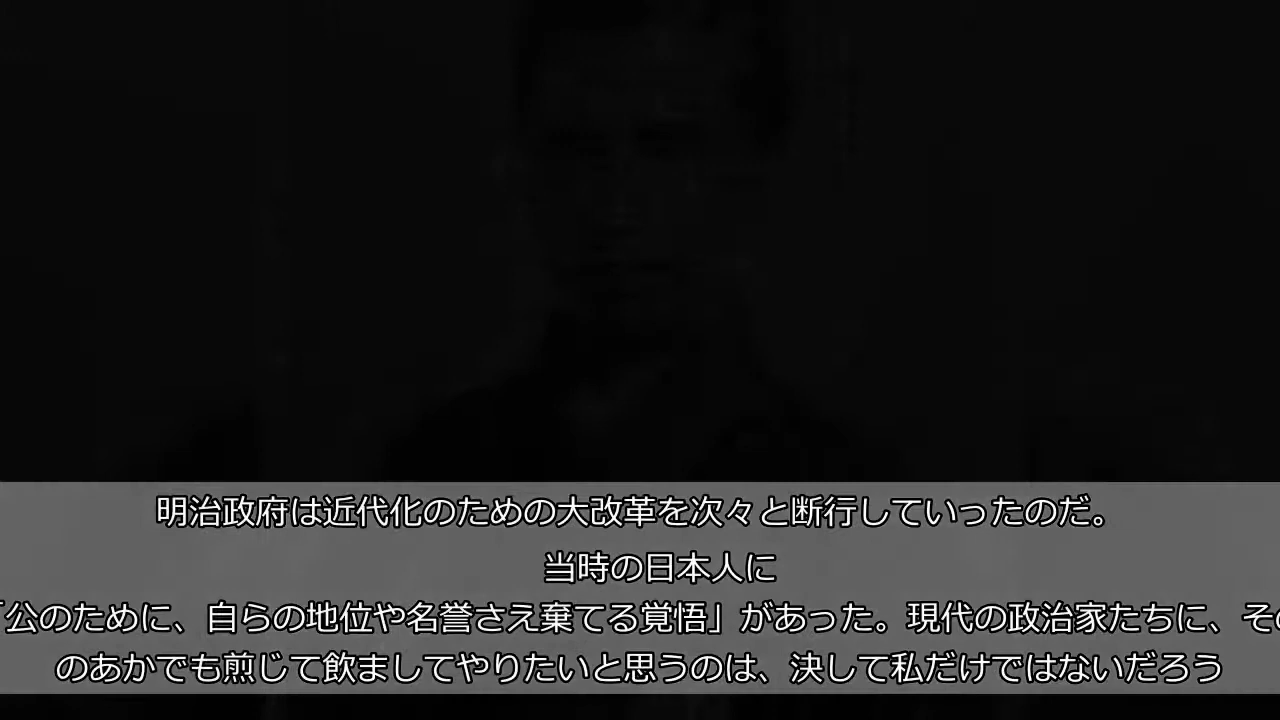 明治政府は近代化のための大改革を次々と断行していったのだ。
当時の日本人に
「公のために、自らの地位や名誉さえ棄てる覚悟」があった。現代の政治家たちに、その
のあかでも煎じて飲ましてやりたいと思うのは、決して私だけではないだろう